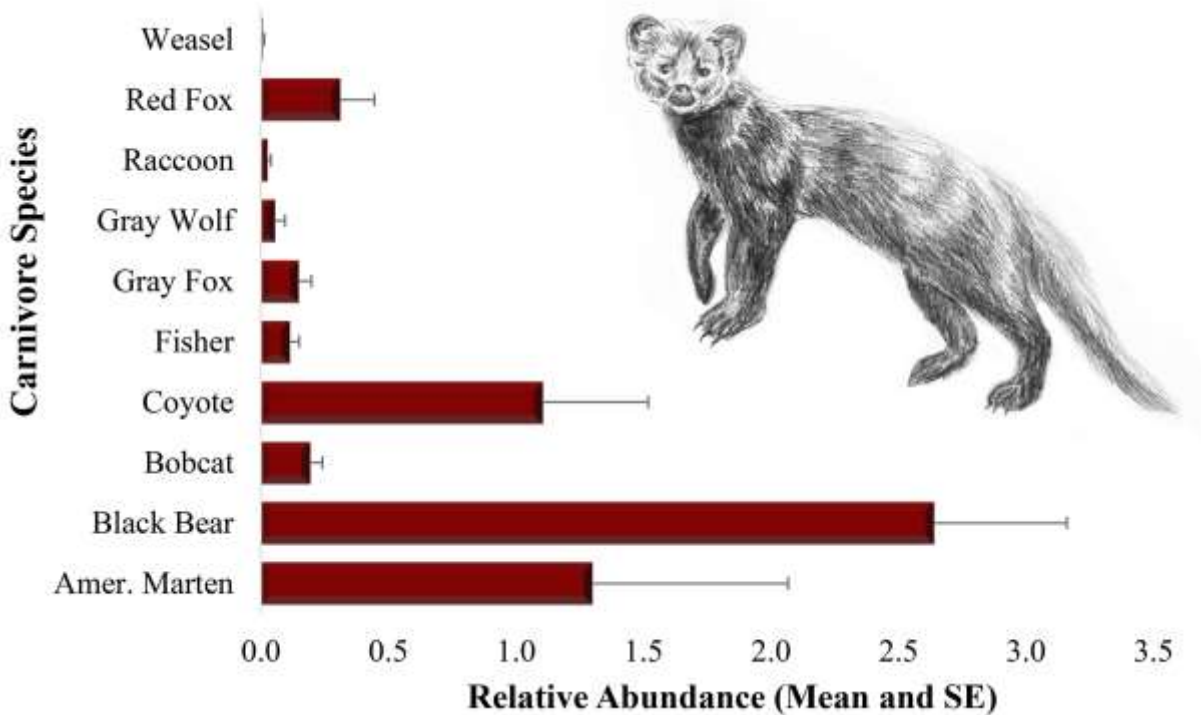 Carnivore Species
Weasel
Red Fox
Raccoon
Gray Wolf
Gray Fox
Fisher
Coyote
Bobcat
Black Bear
Amer. Marten
0.0 0.5 1.0 1.5 2.0 2.5 3.0 3.5
Relative Abundance (Mean and SE)